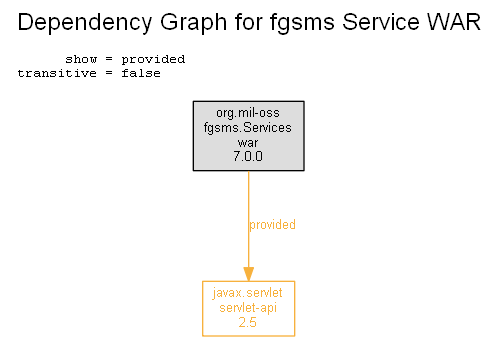 Dependency Graph for fgsms Service WAR
show = provided
transitive = false
org.mil-oss
fgsms.Services
war
7.0.0
provided
javax.servlet
servlet-api
2.5